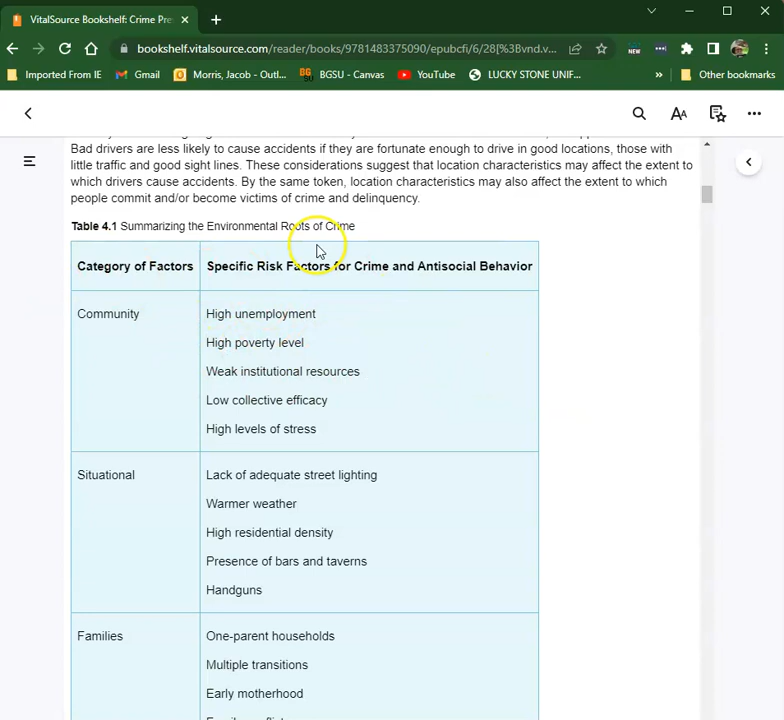 VitalSource Bookshelf: Crime Pre
bookshelf.vitalsource.com/reader/books/9781483375090/epubcfi/6/28[%3Bvnd.v...
NEW
Imported From IE
Gmail
Morris, Jacob - Outl...
BGSU - Canvas
YouTube
LUCKY STONE UNIF...
»
Other bookmarks
AA
Bad drivers are less likely to cause accidents if they are fortunate enough to drive in good locations, those with
little traffic and good sight lines. These considerations suggest that location characteristics may affect the extent to
which drivers cause accidents. By the same token, location characteristics may also affect the extent to which
people commit and/or become victims of crime and delinquency.
Table 4.1 Summarizing the Environmental Roots of Crime
Category of Factors Specific Risk Factors for Crime and Antisocial Behavior
Community High unemployment
High poverty level
Weak institutional resources
Low collective efficacy
High levels of stress
Situational Lack of adequate street lighting
Warmer weather
High residential density
Presence of bars and taverns
Handguns
Families One-parent households
Multiple transitions
Early motherhood